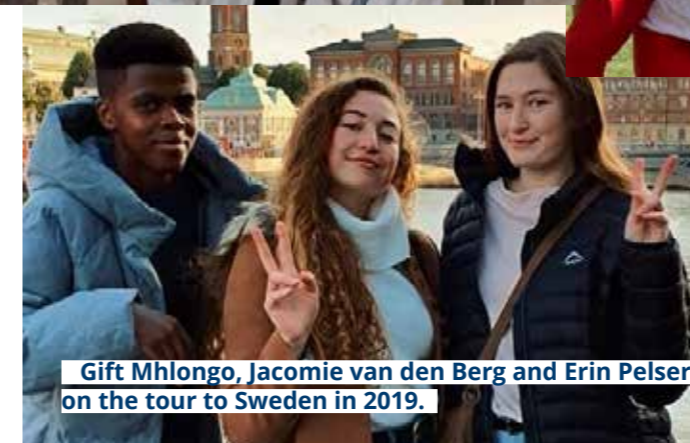 Gift Mhlongo, Jacomie van den Berg and Erin Pelser
on the tour to Sweden in 2019.